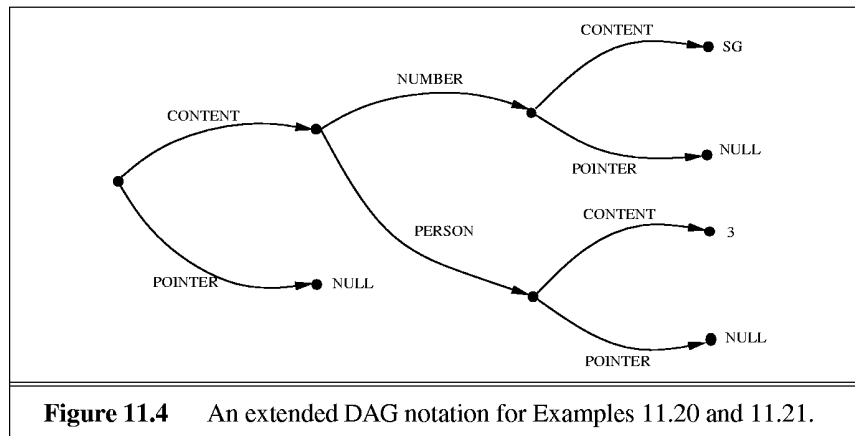 CONTENT
SG
NUMBER
CONTENT
POINTER
NULL
CONTENT
PERSON
3
POINTER
NULL
NULL
POINTER
Figure 11.4 An extended DAG notation for Examples 11.20 and 11.21.